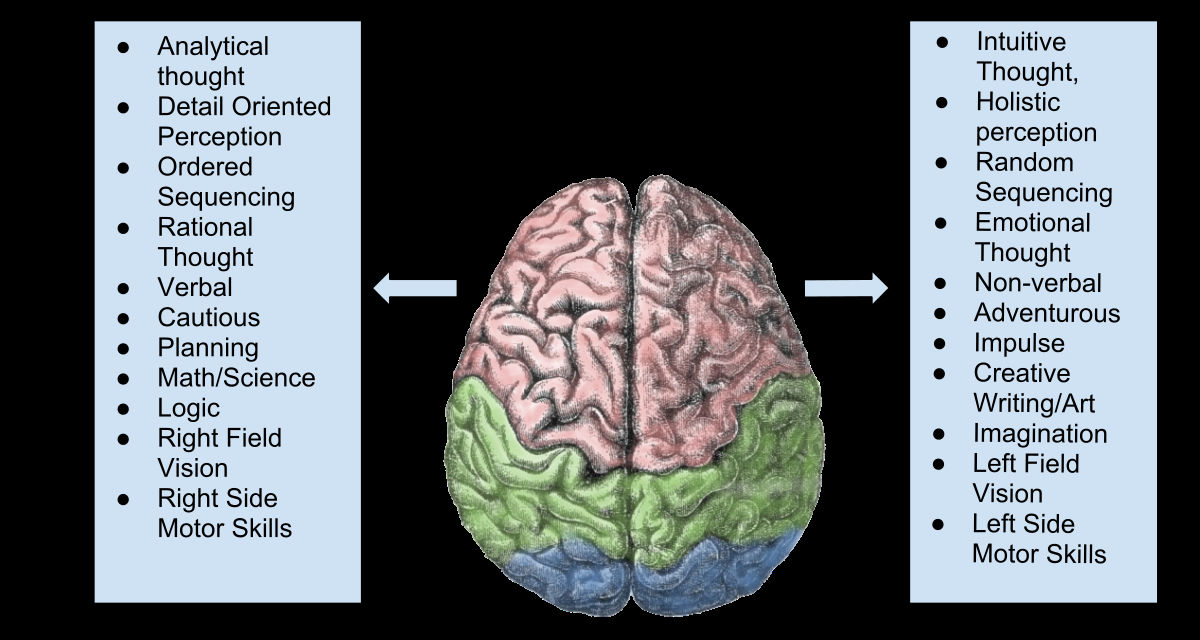 ● Analytical
thought
● Detail Oriented
Perception
● Ordered
Sequencing
● Rational
Thought
● Verbal
● Cautious
● Planning
● Math/Science
● Logic
● Right Field
Vision
● Right Side
Motor Skills
● Intuitive
Thought,
● Holistic
perception
● Random
Sequencing
● Emotional
Thought
● Non-verbal
● Adventurous
● Impulse
● Creative
Writing/Art
● Imagination
● Left Field
Vision
● Left Side
Motor Skills